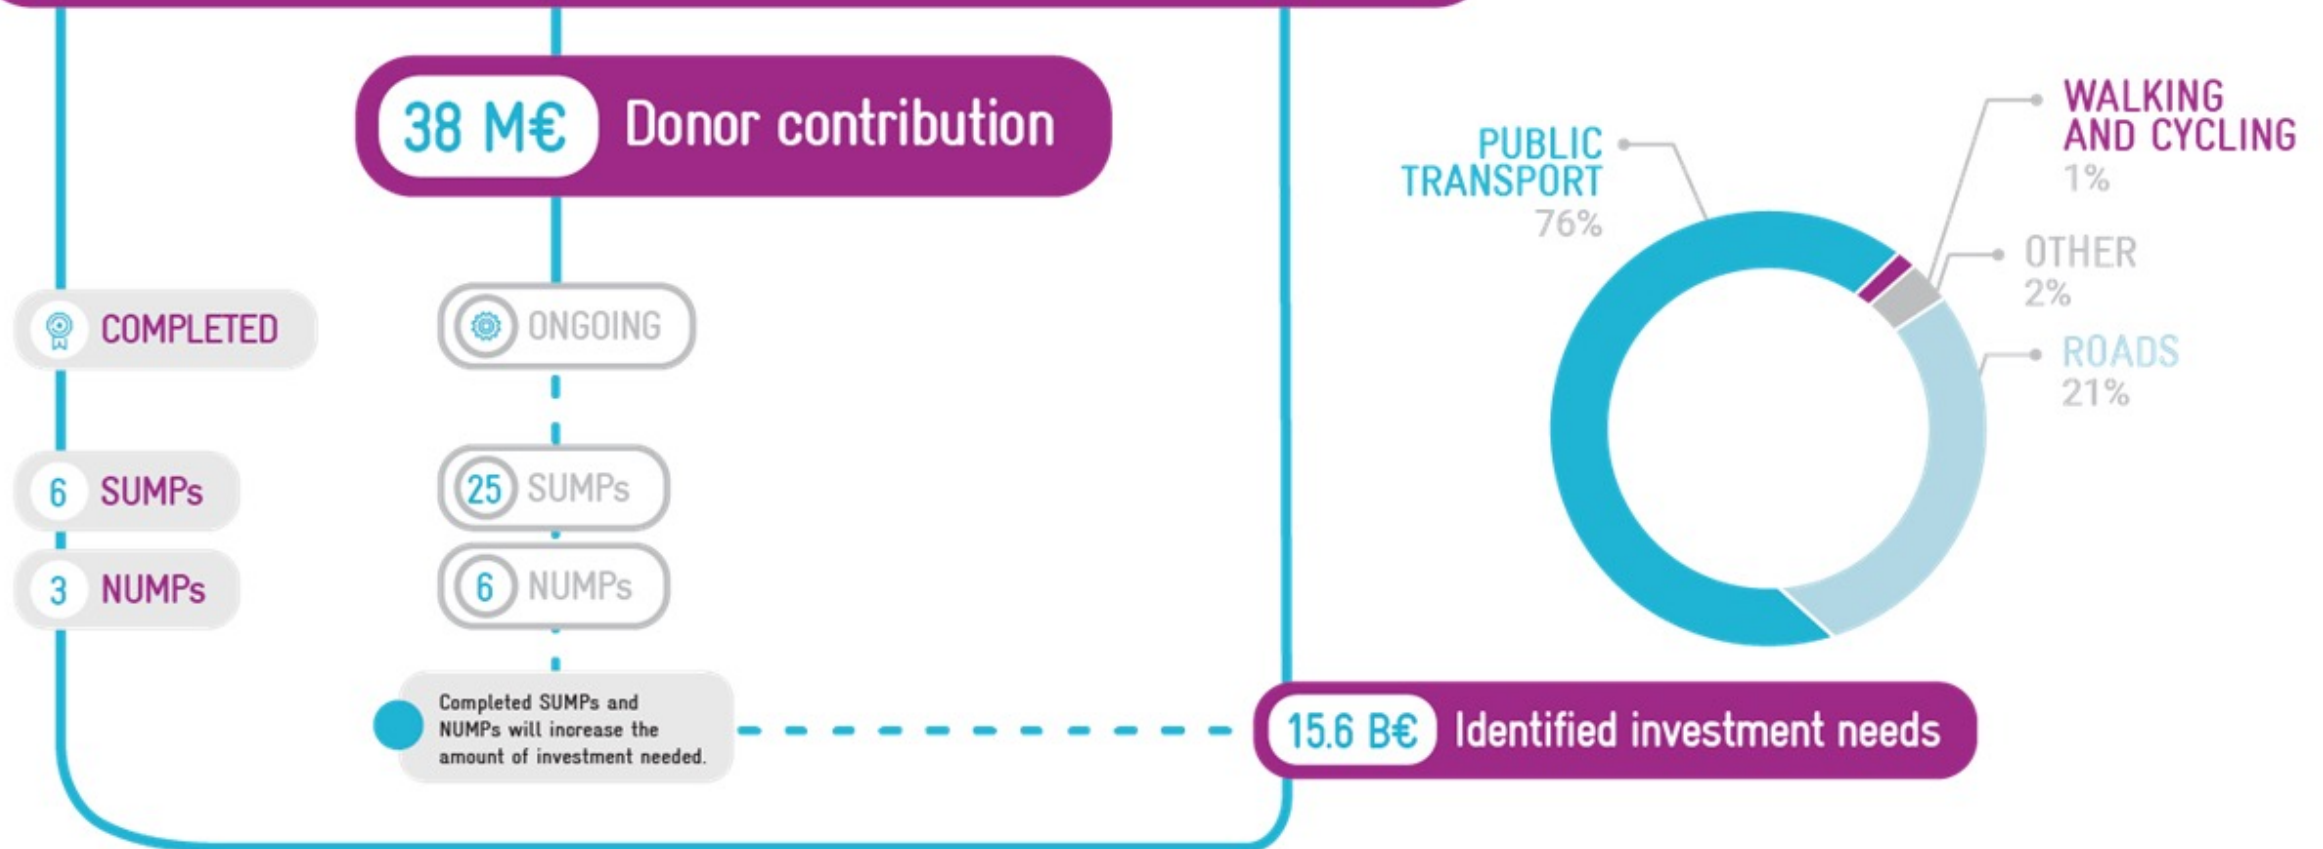 38 M€ Donor contribution
COMPLETED
6 SUMPs
3 NUMPs
ONGOING
25 SUMPs
6 NUMPs
Completed SUMPs and
NUMPs will increase the
amount of investment needed.
15.6 B€ Identified investment needs
PUBLIC
TRANSPORT
76%
WALKING
AND CYCLING
1%
OTHER
2%
ROADS
21%